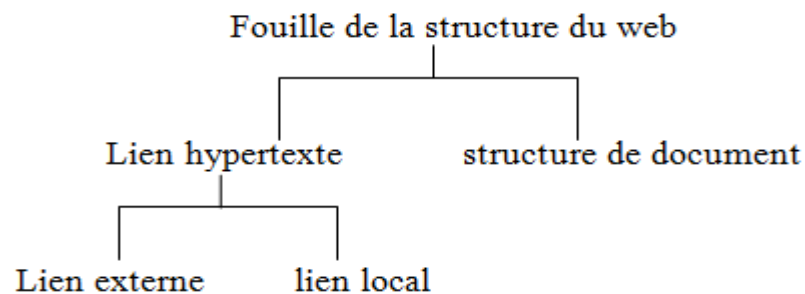 Fouille de la structure du web
Lien hypertexte structure de document
Lien externe lien local